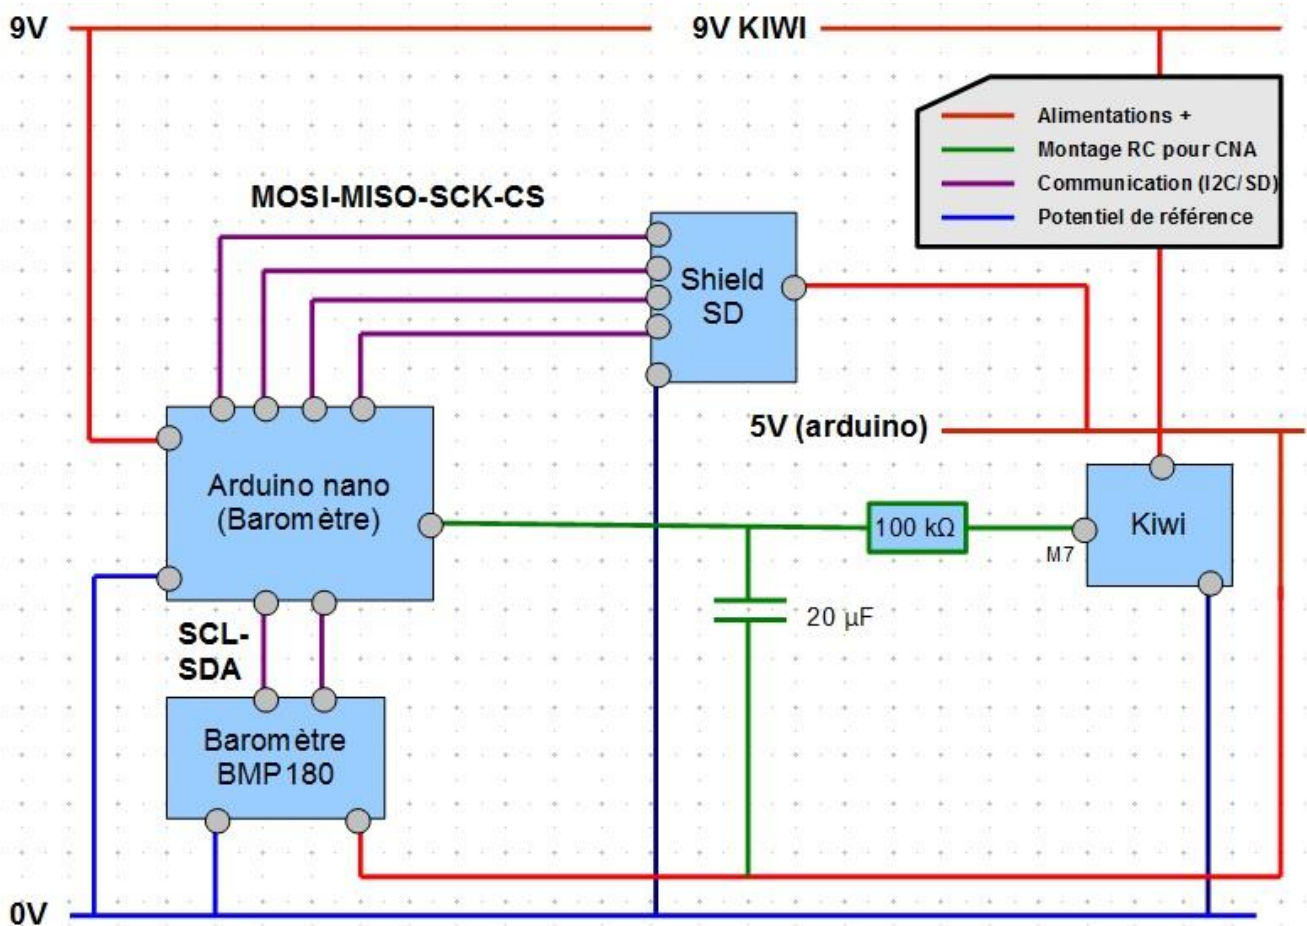 9V
9V KIWI
Alimentations +
Montage RC pour CNA
Communication (I2C/SD)
Potentiel de référence
MOSI-MISO-SCK-CS
Shield
SD
5V (arduino)
Arduino nano
(Baromètre)
100 kΩ
Kiwi
M7
20 µF
SCL-
SDA
Baromètre
BMP180
0V